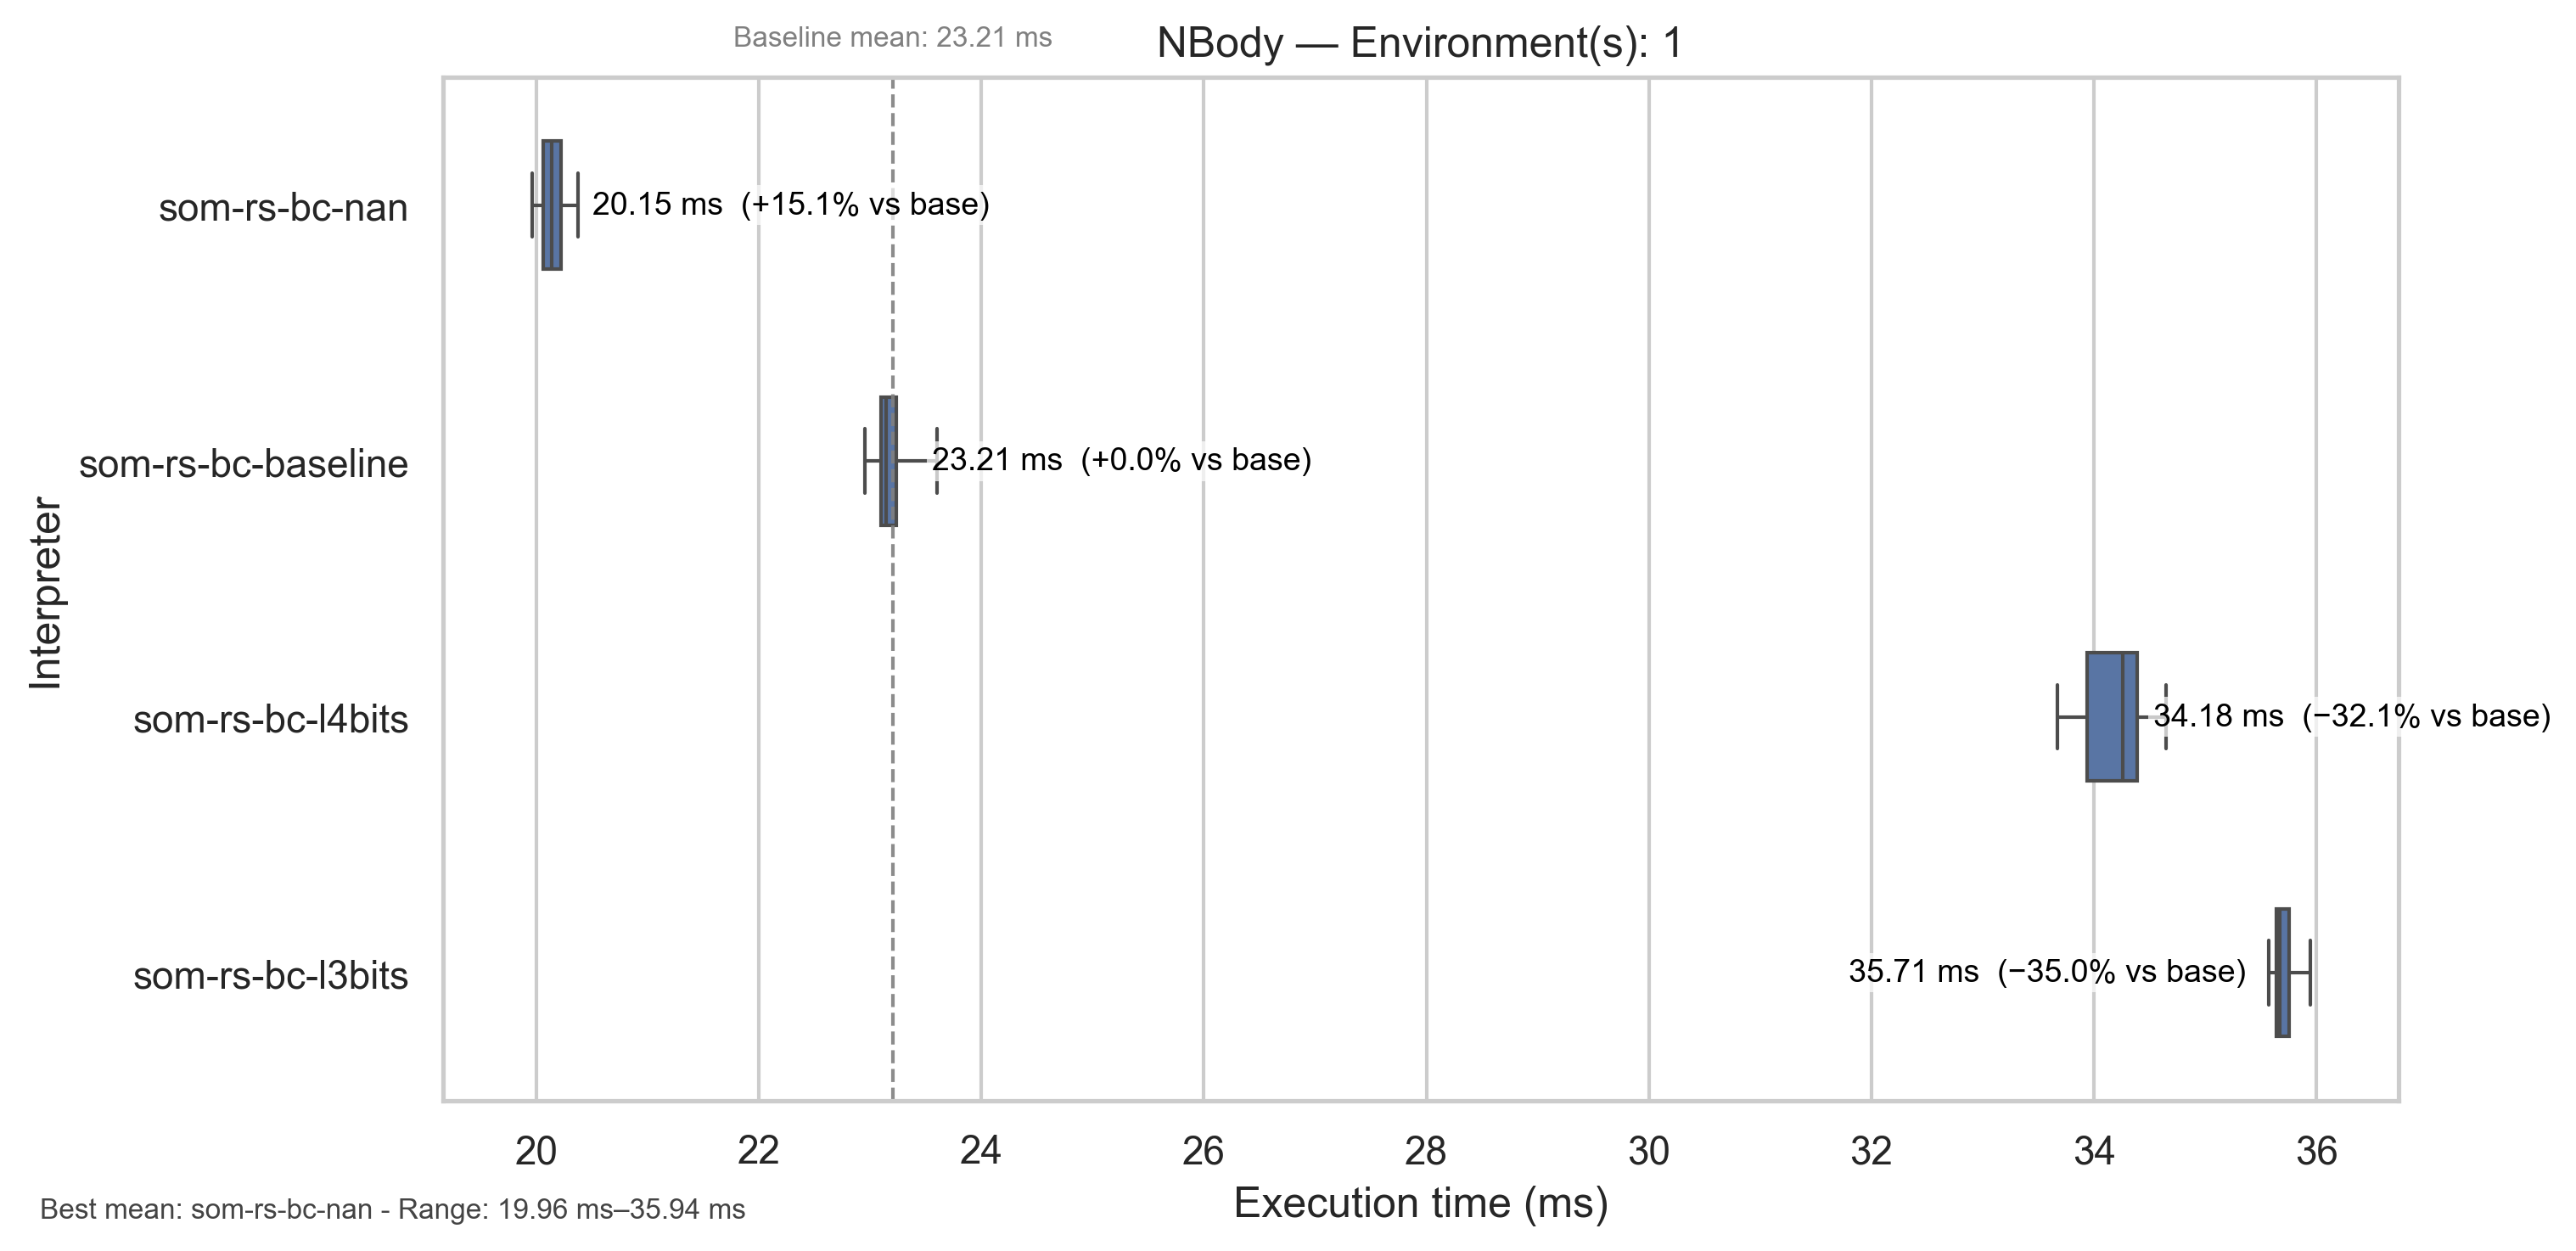 Baseline mean: 23.21 ms
NBody — Environment(s): 1
som-rs-bc-nan
20.15 ms (+15.1% vs base)
som-rs-bc-baseline
23.21 ms (+0.0% vs base)
Interpreter
som-rs-bc-l4bits
34.18 ms (−32.1% vs base)
som-rs-bc-l3bits
35.71 ms (−35.0% vs base)
20 22 24 26 28 30 32 34 36
Execution time (ms)
Best mean: som-rs-bc-nan - Range: 19.96 ms–35.94 ms